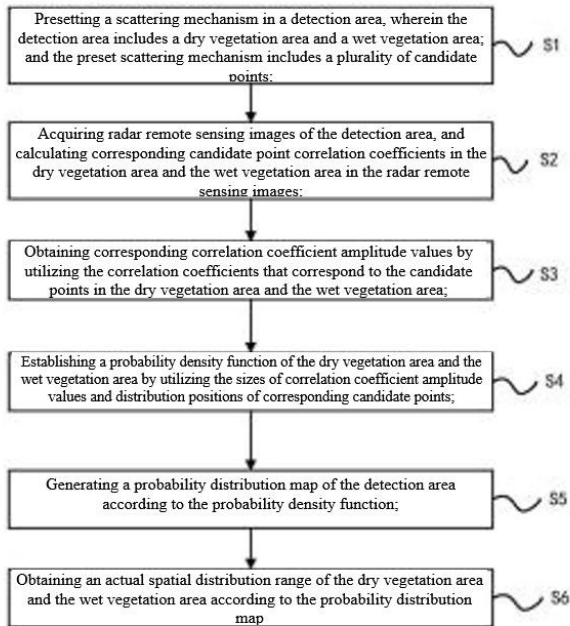 Presetting a scattering mechanism in a detection area, wherein the
detection area includes a dry vegetation area and a wet vegetation area;
and the preset scattering mechanism includes a plurality of candidate
points;
S1
Acquiring radar remote sensing images of the detection area, and
calculating corresponding candidate point correlation coefficients in the
dry vegetation area and the wet vegetation area in the radar remote
sensing images;
S2
Obtaining corresponding correlation coefficient amplitude values by
utilizing the correlation coefficients that correspond to the candidate
points in the dry vegetation area and the wet vegetation area;
S3
Establishing a probability density function of the dry vegetation area and the
wet vegetation area by utilizing the sizes of correlation coefficient amplitude
values and distribution positions of corresponding candidate points;
S4
Generating a probability distribution map of the detection area
according to the probability density function;
S5
Obtaining an actual spatial distribution range of the dry vegetation area
and the wet vegetation area according to the probability distribution
map
S6